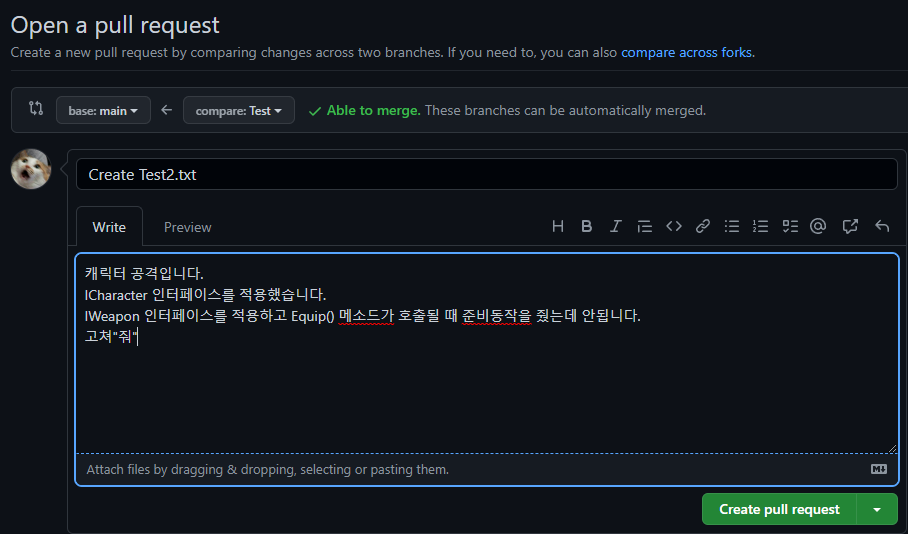 Open a pull request
Create a new pull request by comparing changes across two branches. If you need to, you can also compare across forks.
base: main
compare: Test
Able to merge. These branches can be automatically merged.
Create Test2.txt
Write
Preview
H B I
캐릭터 공격입니다.
ICharacter 인터페이스를 적용했습니다.
IWeapon 인터페이스를 적용하고 Equip() 메소드가 호출될 때 준비동작을 줬는데 안됩니다.
고쳐"줘"
Attach files by dragging & dropping, selecting or pasting them.
Create pull request